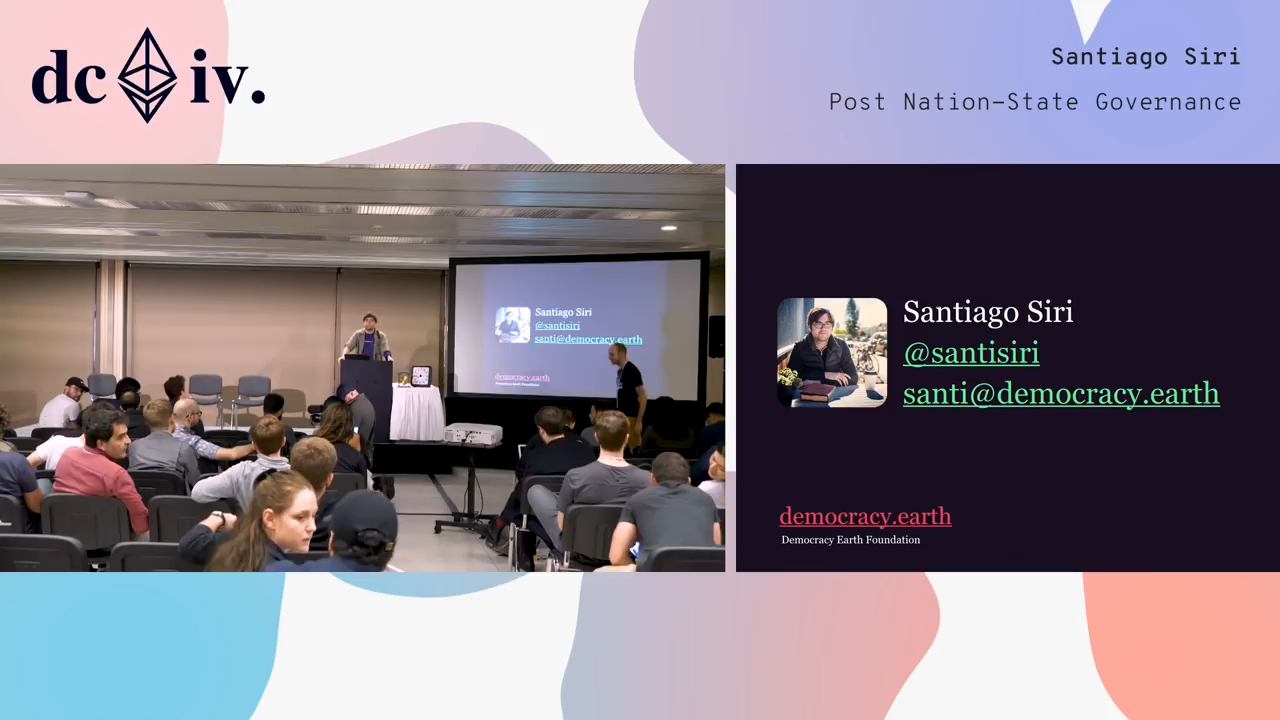 dc iv.
Santiago Siri
Post Nation-State Governance
Santiago Siri
@santisiri
santi@democracy.earth
democracy.earth
Santiago Siri
@santisiri
santi@democracy.earth
democracy.earth
Democracy Earth Foundation